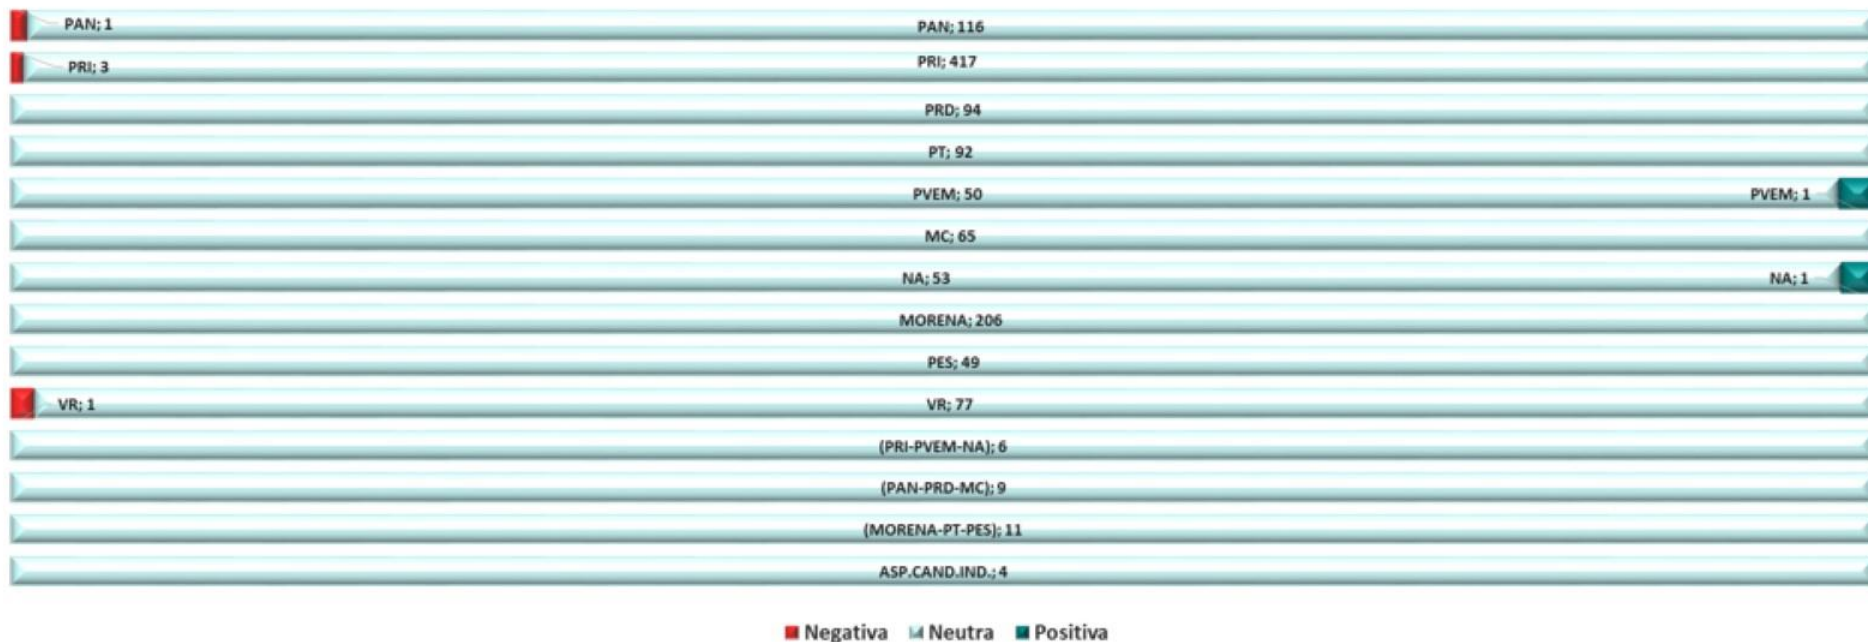 PAN; 1 PAN; 116
PRI; 3 PRI; 417
PRD; 94
PT; 92
PVEM; 50 PVEM; 1
MC; 65
NA; 53 NA; 1
MORENA; 206
PES; 49
VR; 1 VR; 77
(PRI-PVEM-NA); 6
(PAN-PRD-MC); 9
(MORENA-PT-PES); 11
ASP.CAND.IND.; 4
Negativa Neutra Positiva